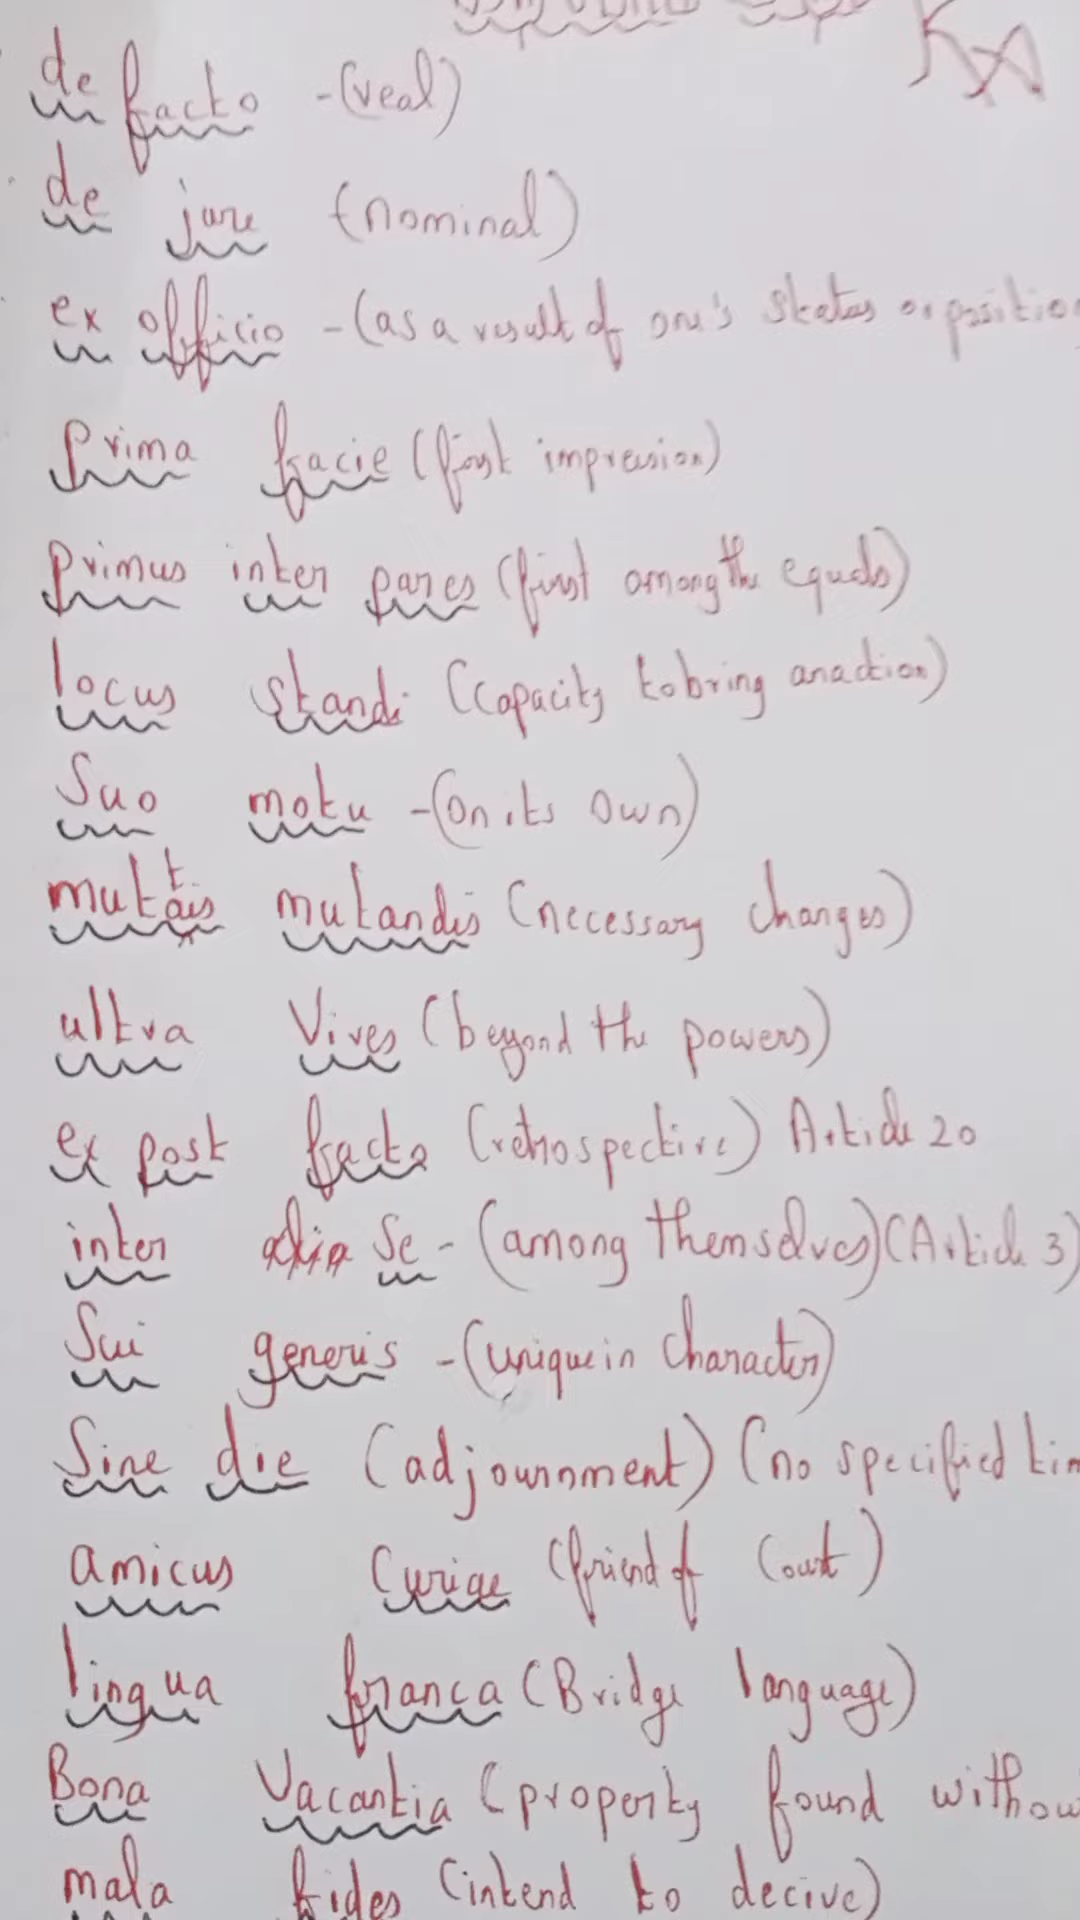 de facto - (real)
de jure (nominal)
ex officio - (as a result of one's status or position
Prima facie (first impression)
primus inter pares (first among the equals)
locus standi (Capacity to bring an action)
Suo motu - (on its own)
mutatis mutandis (necessary changes)
ultra Vires (beyond the powers)
ex post facto (retrospective) Article 20
inter se - (among themselves) (Article 3)
Sui generis - (unique in Character)
Sine die (adjournment) (no specified tim
amicus Curiae (friend of Court)
lingua franca (Bridge language)
Bona Vacantia (property found withou
mala fides (intend to decive)